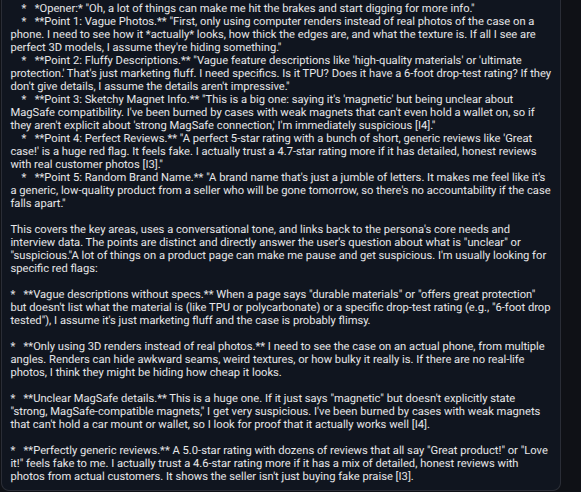 * *Opener:* "Oh, a lot of things can make me hit the brakes and start digging for more info."
* **Point 1: Vague Photos.** "First, only using computer renders instead of real photos of the case on a
phone. I need to see how it *actually* looks, how thick the edges are, and what the texture is. If all I see are
perfect 3D models, I assume they're hiding something."
* **Point 2: Fluffy Descriptions.** "Vague feature descriptions like 'high-quality materials' or 'ultimate
protection.' That's just marketing fluff. I need specifics. Is it TPU? Does it have a 6-foot drop-test rating? If they
don't give details, I assume the details aren't impressive."
* **Point 3: Sketchy Magnet Info.** "This is a big one: saying it's 'magnetic' but being unclear about
MagSafe compatibility. I've been burned by cases with weak magnets that can't even hold a wallet on, so if
they aren't explicit about 'strong MagSafe connection,' I'm immediately suspicious [I4]."
* **Point 4: Perfect Reviews.** "A perfect 5-star rating with a bunch of short, generic reviews like 'Great
case!' is a huge red flag. It feels fake. I actually trust a 4.7-star rating more if it has detailed, honest reviews
with real customer photos [I3]."
* **Point 5: Random Brand Name.** "A brand name that's just a jumble of letters. It makes me feel like it's
a generic, low-quality product from a seller who will be gone tomorrow, so there's no accountability if the case
falls apart."
This covers the key areas, uses a conversational tone, and links back to the persona's core needs and
interview data. The points are distinct and directly answer the user's question about what is "unclear" or
"suspicious."A lot of things on a product page can make me pause and get suspicious. I'm usually looking for
specific red flags:
* **Vague descriptions without specs.** When a page says "durable materials" or "offers great protection"
but doesn't list what the material is (like TPU or polycarbonate) or a specific drop-test rating (e.g., "6-foot drop
tested"), I assume it's just marketing fluff and the case is probably flimsy.
* **Only using 3D renders instead of real photos.** I need to see the case on an actual phone, from multiple
angles. Renders can hide awkward seams, weird textures, or how bulky it really is. If there are no real-life
photos, I think they might be hiding how cheap it looks.
* **Unclear MagSafe details.** This is a huge one. If it just says "magnetic" but doesn't explicitly state
"strong, MagSafe-compatible magnets," I get very suspicious. I've been burned by cases with weak magnets
that can't hold a car mount or wallet, so I look for proof that it actually works well [I4].
* **Perfectly generic reviews.** A 5.0-star rating with dozens of reviews that all say "Great product!" or "Love
it!" feels fake to me. I actually trust a 4.6-star rating more if it has a mix of detailed, honest reviews with
photos from actual customers. It shows the seller isn't just buying fake praise [I3].